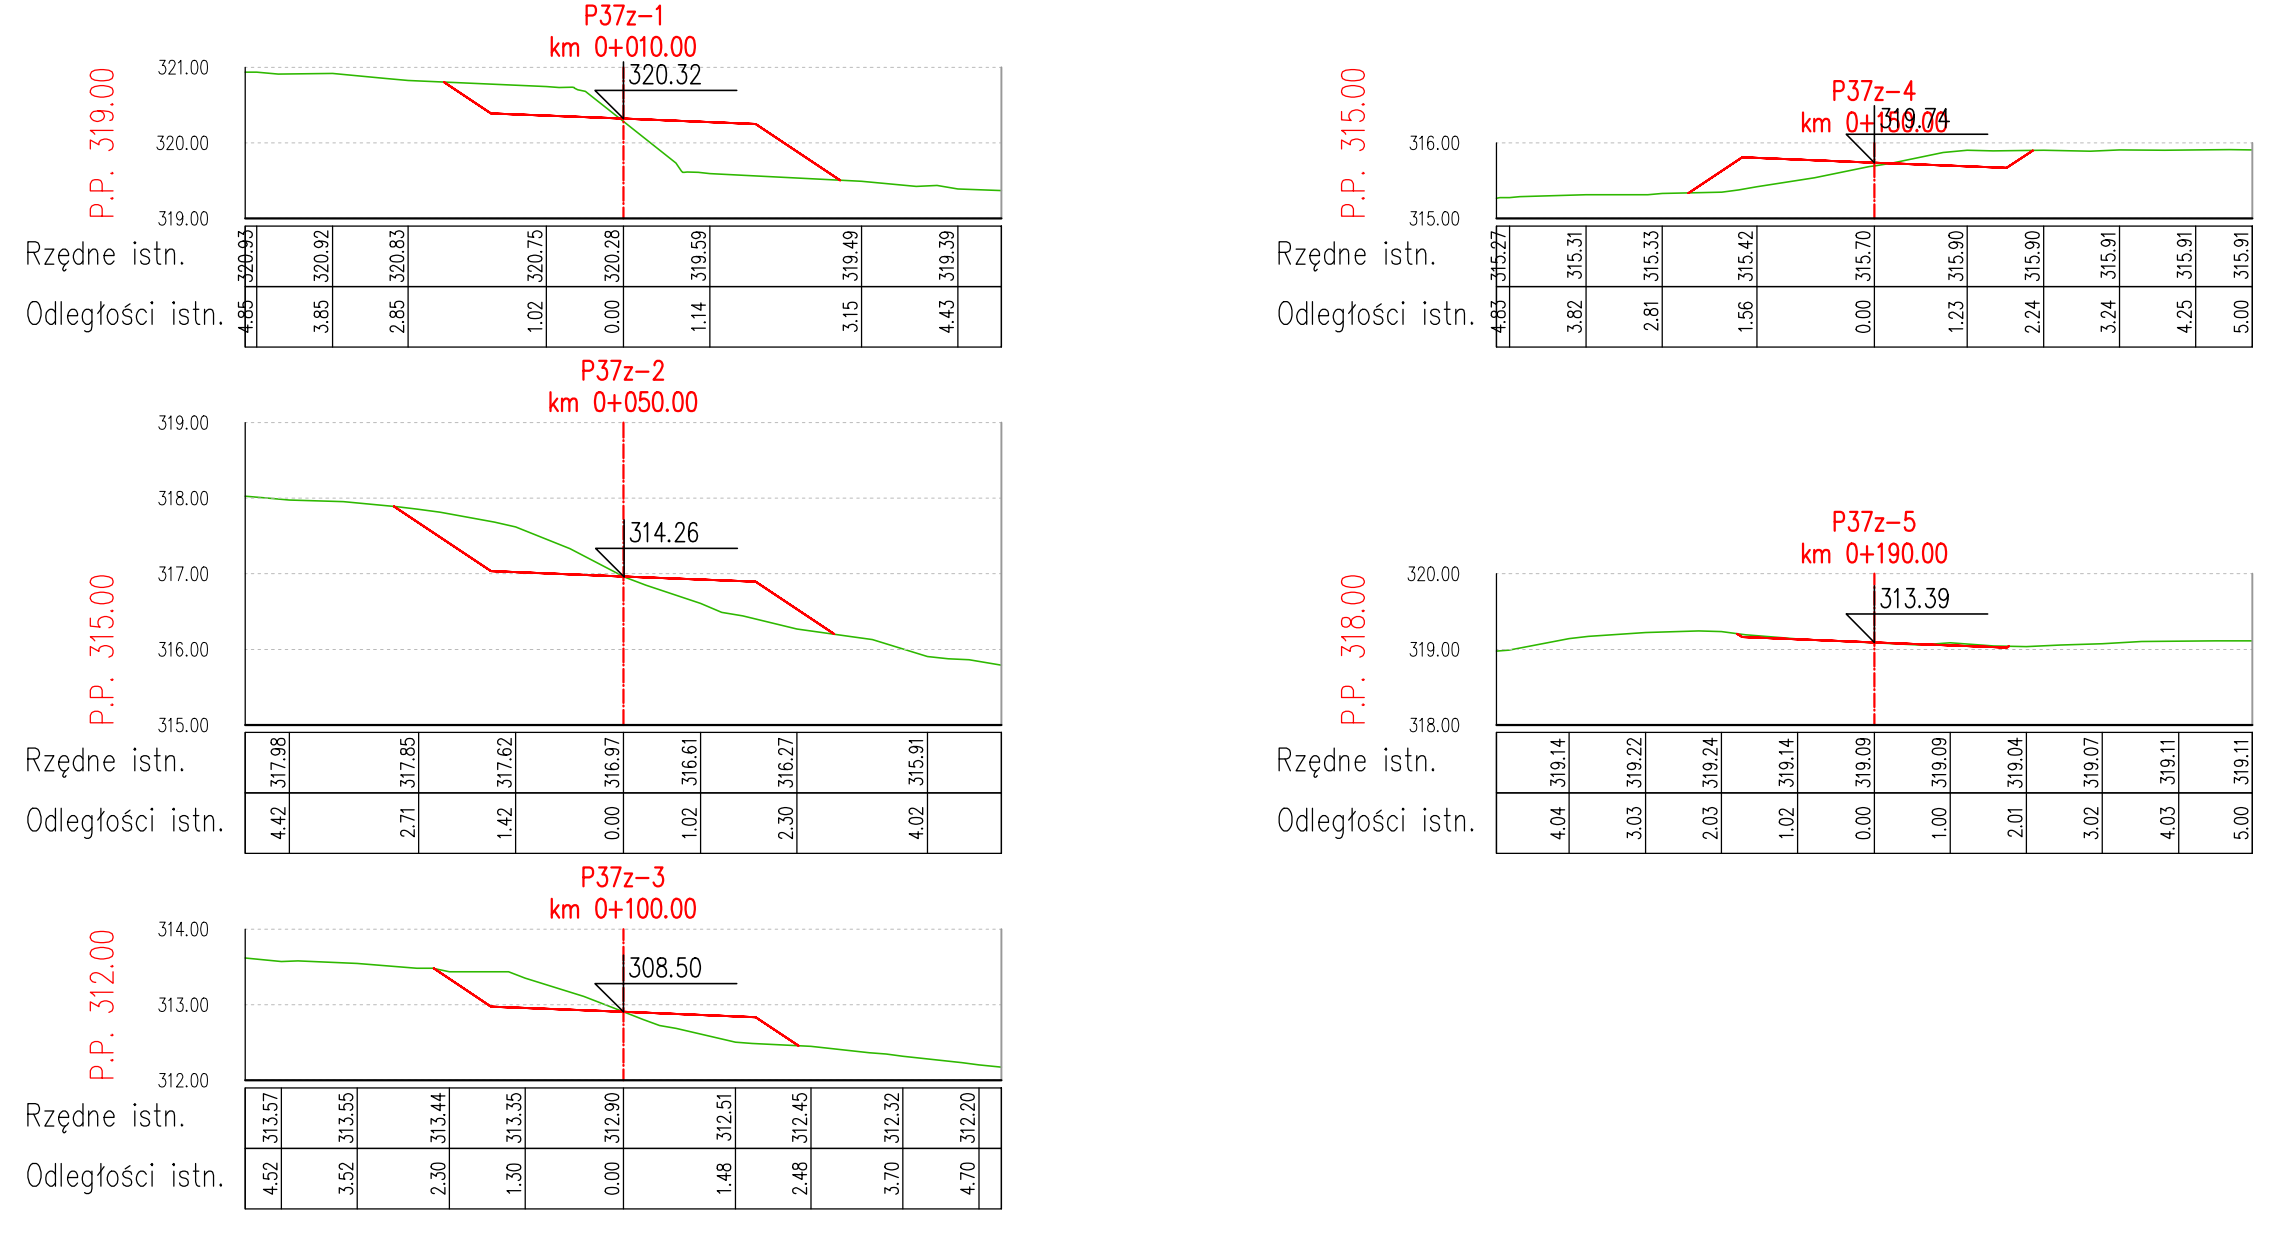 P37z-1
km 0+010.00
P.P. 319.00
321.00
320.32
320.00
319.00
Rzędne istn. 320.93 320.92 320.83 320.75 320.28 319.59 319.49 319.39
Odległości istn. 4.85 3.85 2.85 1.02 0.00 1.14 3.15 4.43
P37z-2
km 0+050.00
P.P. 315.00
319.00
318.00
314.26
317.00
316.00
315.00
Rzędne istn. 317.98 317.85 317.62 316.97 316.61 316.27 315.91
Odległości istn. 4.42 2.71 1.42 0.00 1.02 2.30 4.02
P37z-3
km 0+100.00
P.P. 312.00
314.00
308.50
313.00
312.00
Rzędne istn. 313.57 313.55 313.44 313.35 312.90 312.51 312.45 312.32 312.20
Odległości istn. 4.52 3.52 2.30 1.30 0.00 1.48 2.48 3.70 4.70
P37z-4
km 0+150.00
P.P. 315.00
319.74
316.00
315.00
Rzędne istn. 315.27 315.31 315.33 315.42 315.70 315.90 315.90 315.91 315.91 315.91
Odległości istn. 4.83 3.82 2.81 1.56 0.00 1.23 2.24 3.24 4.25 5.00
P37z-5
km 0+190.00
P.P. 318.00
320.00
313.39
319.00
318.00
Rzędne istn. 319.14 319.22 319.24 319.14 319.09 319.09 319.04 319.07 319.11 319.11
Odległości istn. 4.04 3.03 2.03 1.02 0.00 1.00 2.01 3.02 4.03 5.00